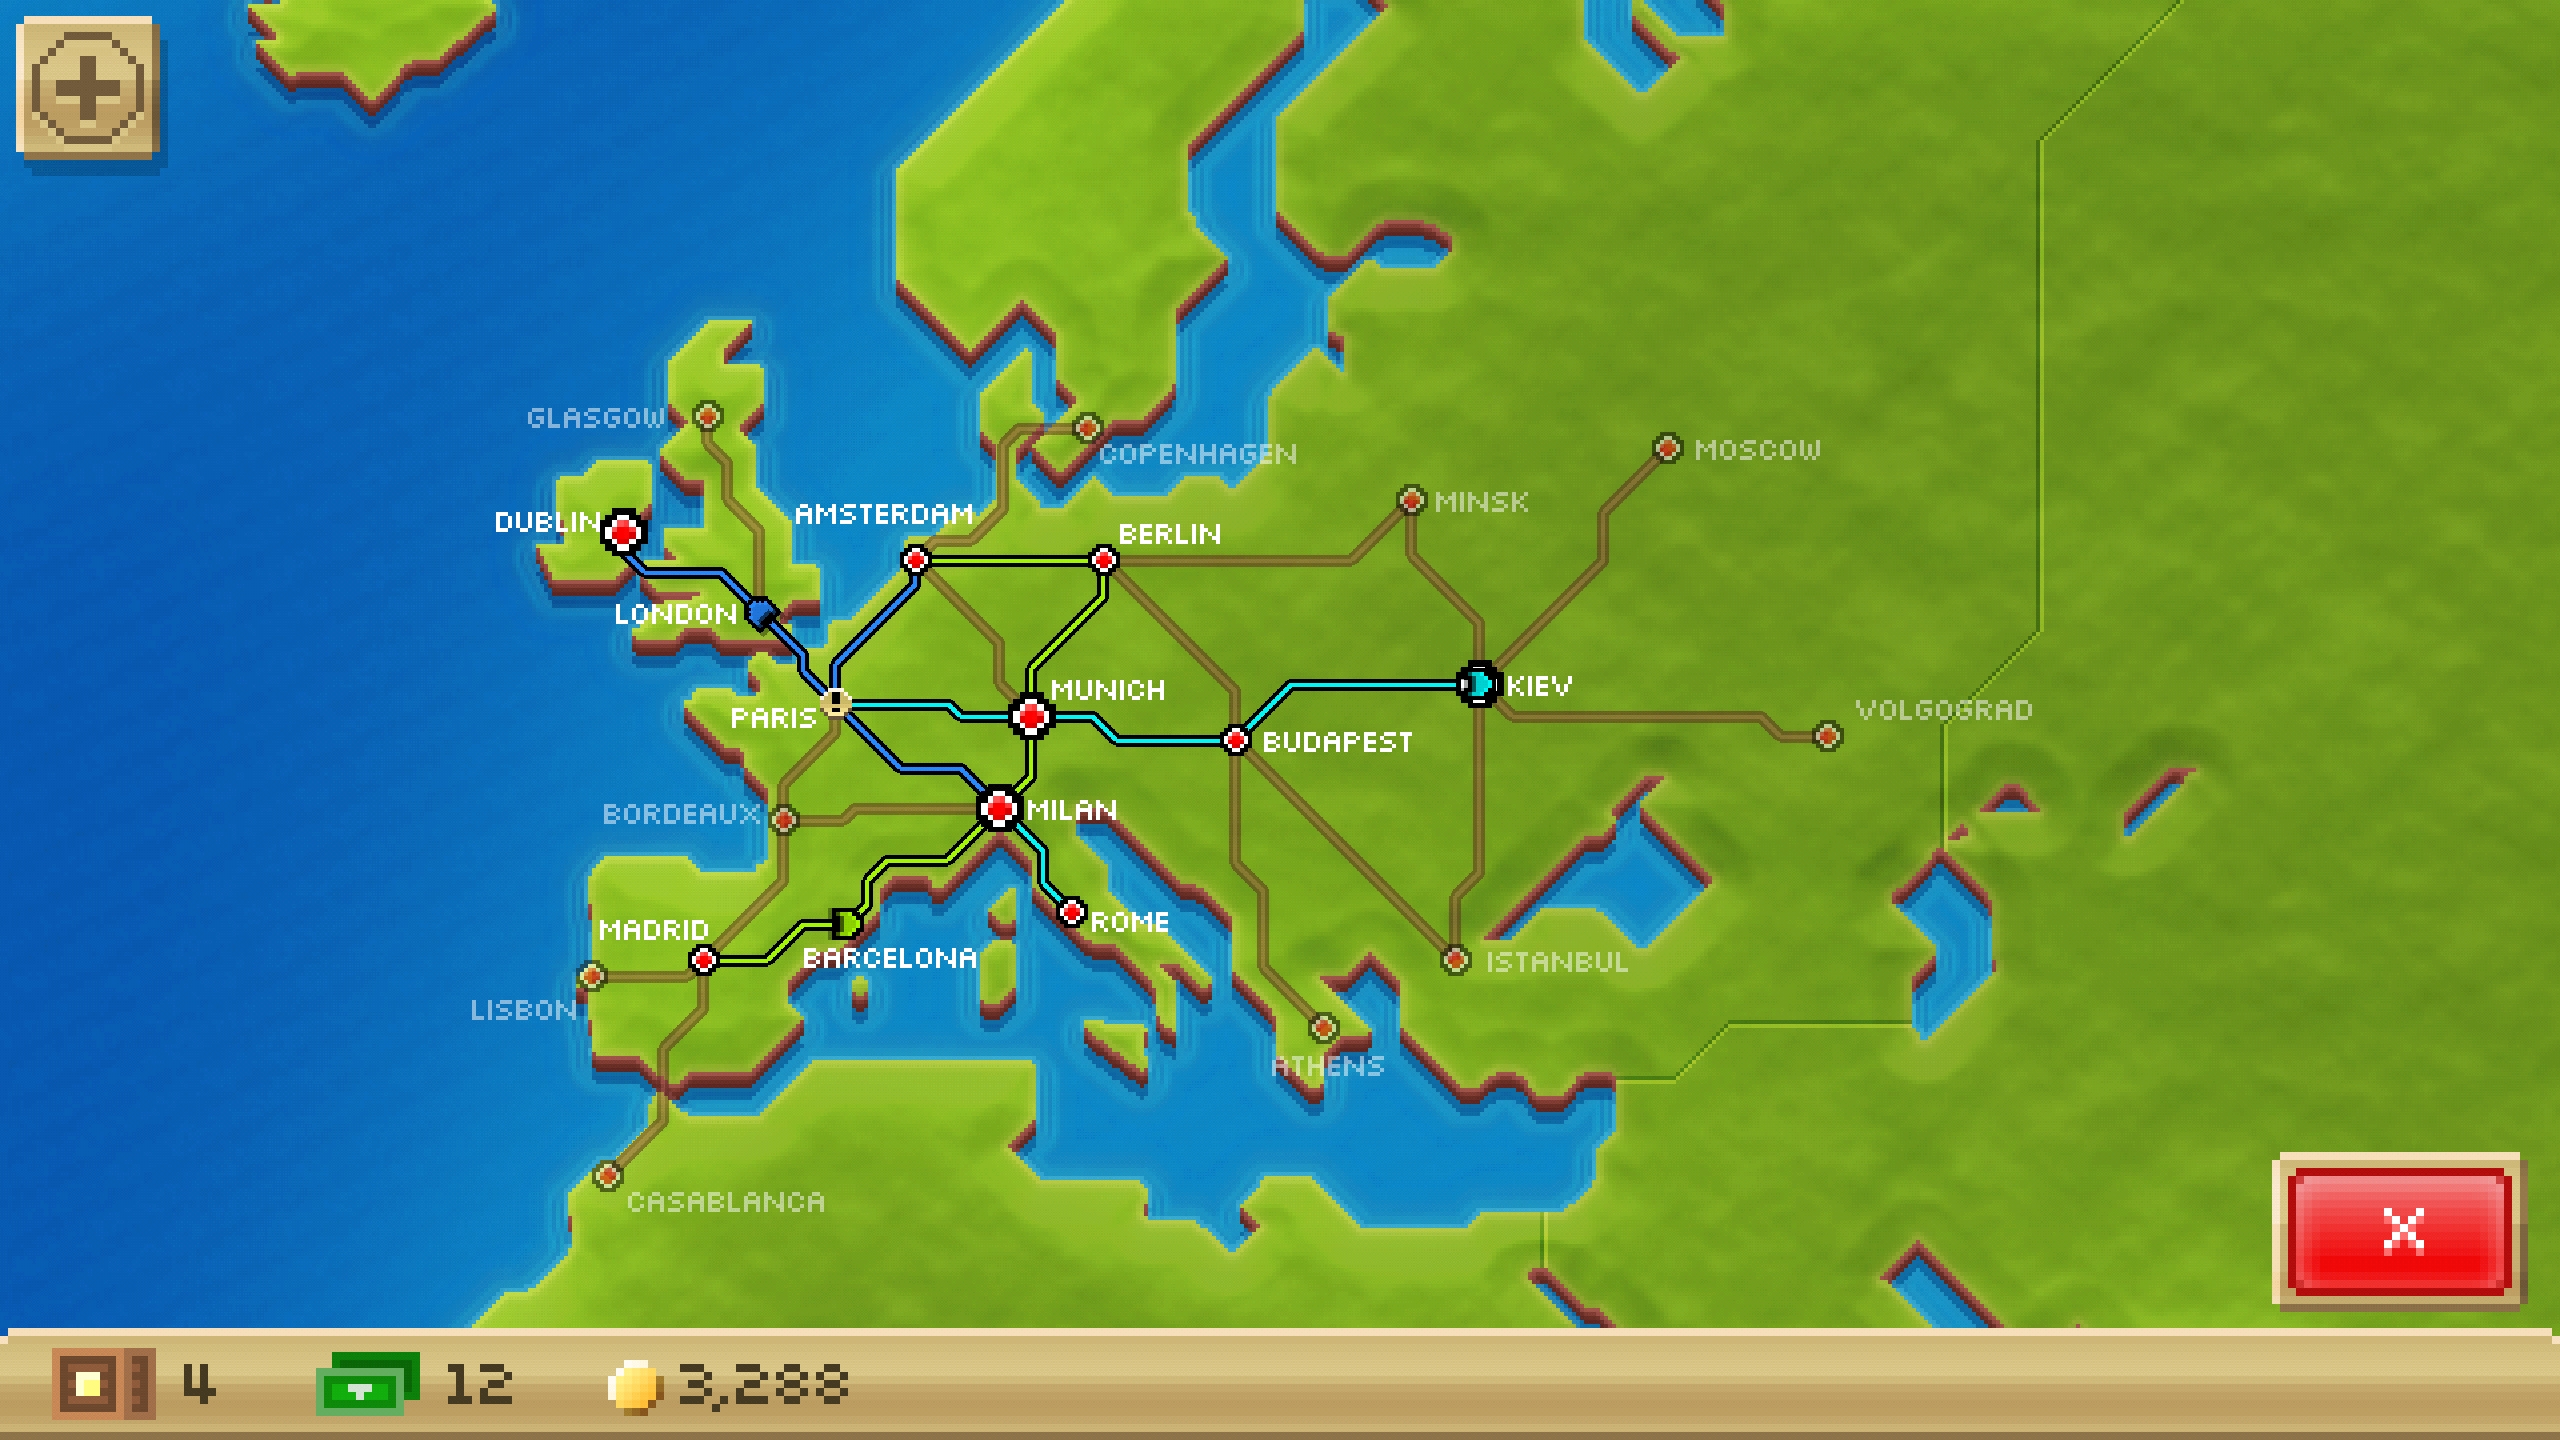 GLASGOW
COPENHAGEN
MOSCOW
MINSK
AMSTERDAM
DUBLIN
BERLIN
LONDON
MUNICH
KIEV
PARIS
VOLGOGRAD
BUDAPEST
BORDEAUX
MILAN
ROME
MADRID
BARCELONA
ISTANBUL
LISBON
ATHENS
CASABLANCA
X
4 12 3,288